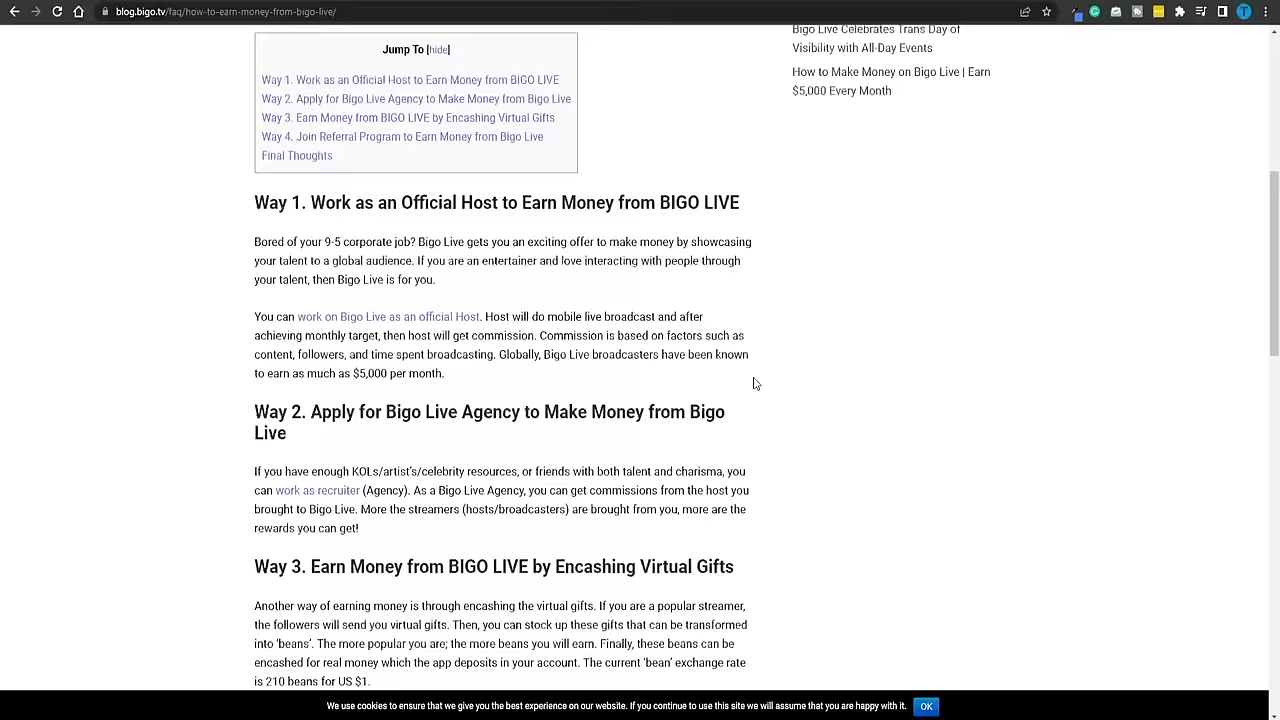 blog.bigo.tv/faq/how-to-earn-money-from-bigo-live/
T
Jump To [hide]
Way 1. Work as an Official Host to Earn Money from BIGO LIVE
Way 2. Apply for Bigo Live Agency to Make Money from Bigo Live
Way 3. Earn Money from BIGO LIVE by Encashing Virtual Gifts
Way 4. Join Referral Program to Earn Money from Bigo Live
Final Thoughts
Bigo Live Celebrates Trans Day of
Visibility with All-Day Events
How to Make Money on Bigo Live | Earn
$5,000 Every Month
Way 1. Work as an Official Host to Earn Money from BIGO LIVE
Bored of your 9-5 corporate job? Bigo Live gets you an exciting offer to make money by showcasing
your talent to a global audience. If you are an entertainer and love interacting with people through
your talent, then Bigo Live is for you.
You can work on Bigo Live as an official Host. Host will do mobile live broadcast and after
achieving monthly target, then host will get commission. Commission is based on factors such as
content, followers, and time spent broadcasting. Globally, Bigo Live broadcasters have been known
to earn as much as $5,000 per month.
Way 2. Apply for Bigo Live Agency to Make Money from Bigo
Live
If you have enough KOLs/artist's/celebrity resources, or friends with both talent and charisma, you
can work as recruiter (Agency). As a Bigo Live Agency, you can get commissions from the host you
brought to Bigo Live. More the streamers (hosts/broadcasters) are brought from you, more are the
rewards you can get!
Way 3. Earn Money from BIGO LIVE by Encashing Virtual Gifts
Another way of earning money is through encashing the virtual gifts. If you are a popular streamer,
the followers will send you virtual gifts. Then, you can stock up these gifts that can be transformed
into 'beans'. The more popular you are; the more beans you will earn. Finally, these beans can be
encashed for real money which the app deposits in your account. The current 'bean' exchange rate
is 210 beans for US $1.
We use cookies to ensure that we give you the best experience on our website. If you continue to use this site we will assume that you are happy with it.
OK